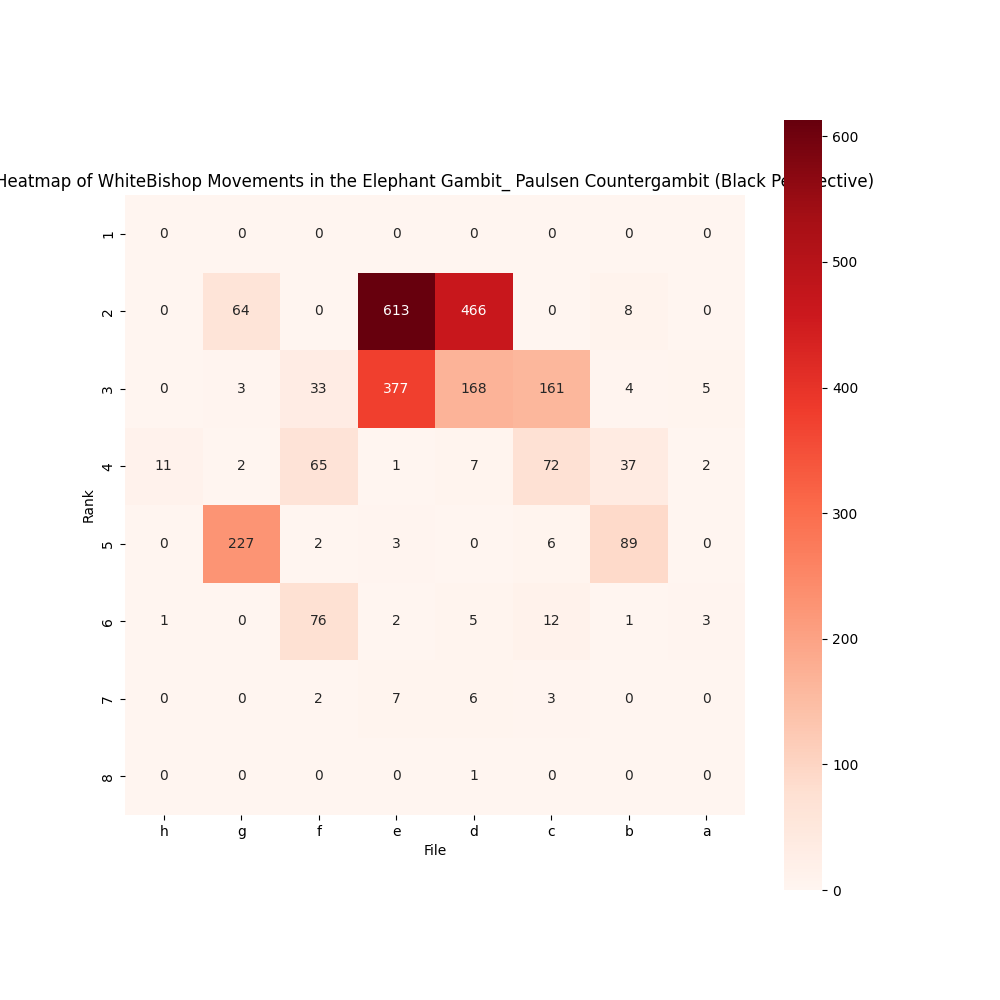 Heatmap of WhiteBishop Movements in the Elephant Gambit_ Paulsen Countergambit (Black Pe ective)
600
500
400
300
200
100
0
Rank
1 0 0 0 0 0 0 0 0
2 0 64 0 613 466 0 8 0
3 0 3 33 377 168 161 4 5
4 11 2 65 1 7 72 37 2
5 0 227 2 3 0 6 89 0
6 1 0 76 2 5 12 1 3
7 0 0 2 7 6 3 0 0
8 0 0 0 0 1 0 0 0
h g f e d c b a
File